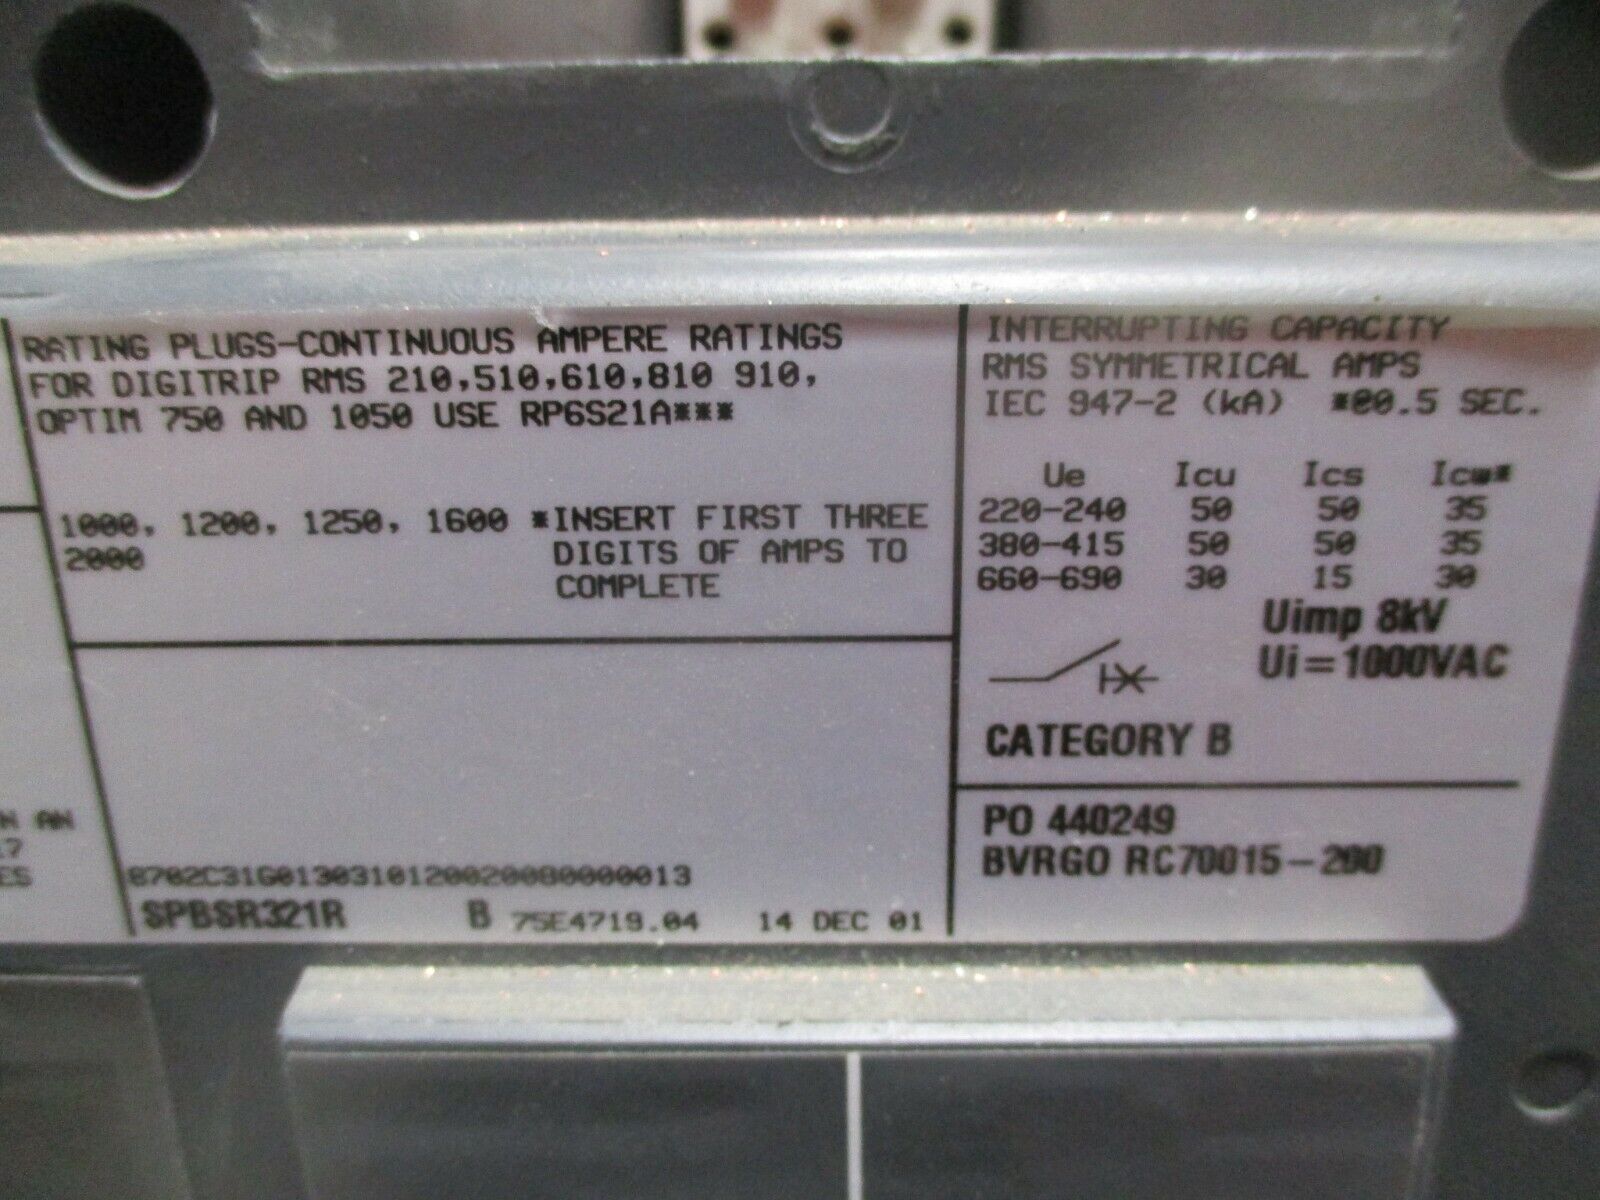 RATING PLUGS-CONTINUOUS AMPERE RATINGS
FOR DIGITRIP RMS 210,510,610,810 910,
OPTIM 750 AND 1050 USE RP6S21A***
1000, 1200, 1250, 1600 *INSERT FIRST THREE
2000 DIGITS OF AMPS TO
COMPLETE
N AN
17
ES
8702C31G01303101200200B0000013
SPBSR321R B 75E4719.04 14 DEC 01
INTERRUPTING CAPACITY
RMS SYMMETRICAL AMPS
IEC 947-2 (kA) *@0.5 SEC.
Ue Icu Ics Icw*
220-240 50 50 35
380-415 50 50 35
660-690 30 15 30
Uimp 8kV
Ui=1000VAC
CATEGORY B
PO 440249
BVRGO RC70015-200